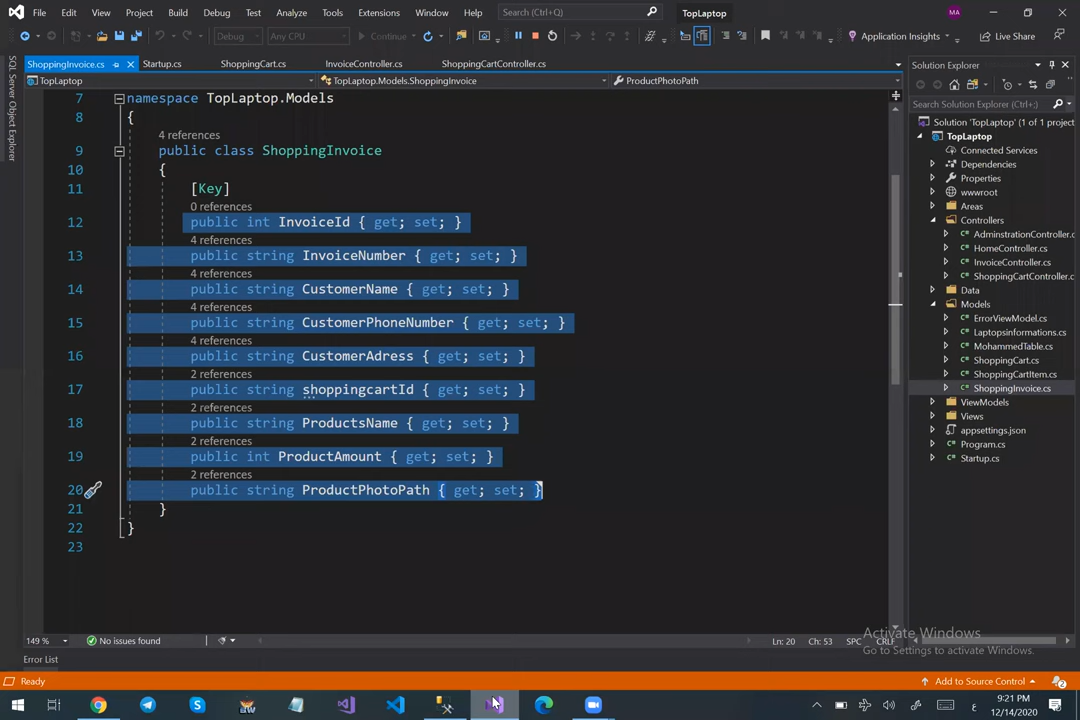 File Edit View Project Build Debug Test Analyze Tools Extensions Window Help Search (Ctrl+Q) TopLaptop MA
Debug Any CPU Continue Application Insights Live Share
ShoppingInvoice.cs Startup.cs ShoppingCart.cs InvoiceController.cs ShoppingCartController.cs
TopLaptop TopLaptop.Models.ShoppingInvoice ProductPhotoPath
SQL Server Object Explorer
7 namespace TopLaptop.Models
8 {
4 references
9 public class ShoppingInvoice
10 {
11 [Key]
0 references
12 public int InvoiceId { get; set; }
4 references
13 public string InvoiceNumber { get; set; }
4 references
14 public string CustomerName { get; set; }
4 references
15 public string CustomerPhoneNumber { get; set; }
4 references
16 public string CustomerAdress { get; set; }
2 references
17 public string shoppingcartId { get; set; }
2 references
18 public string ProductsName { get; set; }
2 references
19 public int ProductAmount { get; set; }
2 references
20 public string ProductPhotoPath { get; set; }
21 }
22 }
23
149 % No issues found Ln: 20 Ch: 53 SPC CRLF
Error List
Solution Explorer
Search Solution Explorer (Ctrl+;)
Solution 'TopLaptop' (1 of 1 project
TopLaptop
Connected Services
Dependencies
Properties
wwwroot
Areas
Controllers
AdminstrationController.c
HomeController.cs
InvoiceController.cs
ShoppingCartController.c
Data
Models
ErrorViewModel.cs
Laptopsinformations.cs
MohammedTable.cs
ShoppingCart.cs
ShoppingCartItem.cs
ShoppingInvoice.cs
ViewModels
Views
appsettings.json
Program.cs
Startup.cs
Activate Windows
Go to Settings to activate Windows.
Ready Add to Source Control 2
ع 9:21 PM
12/14/2020